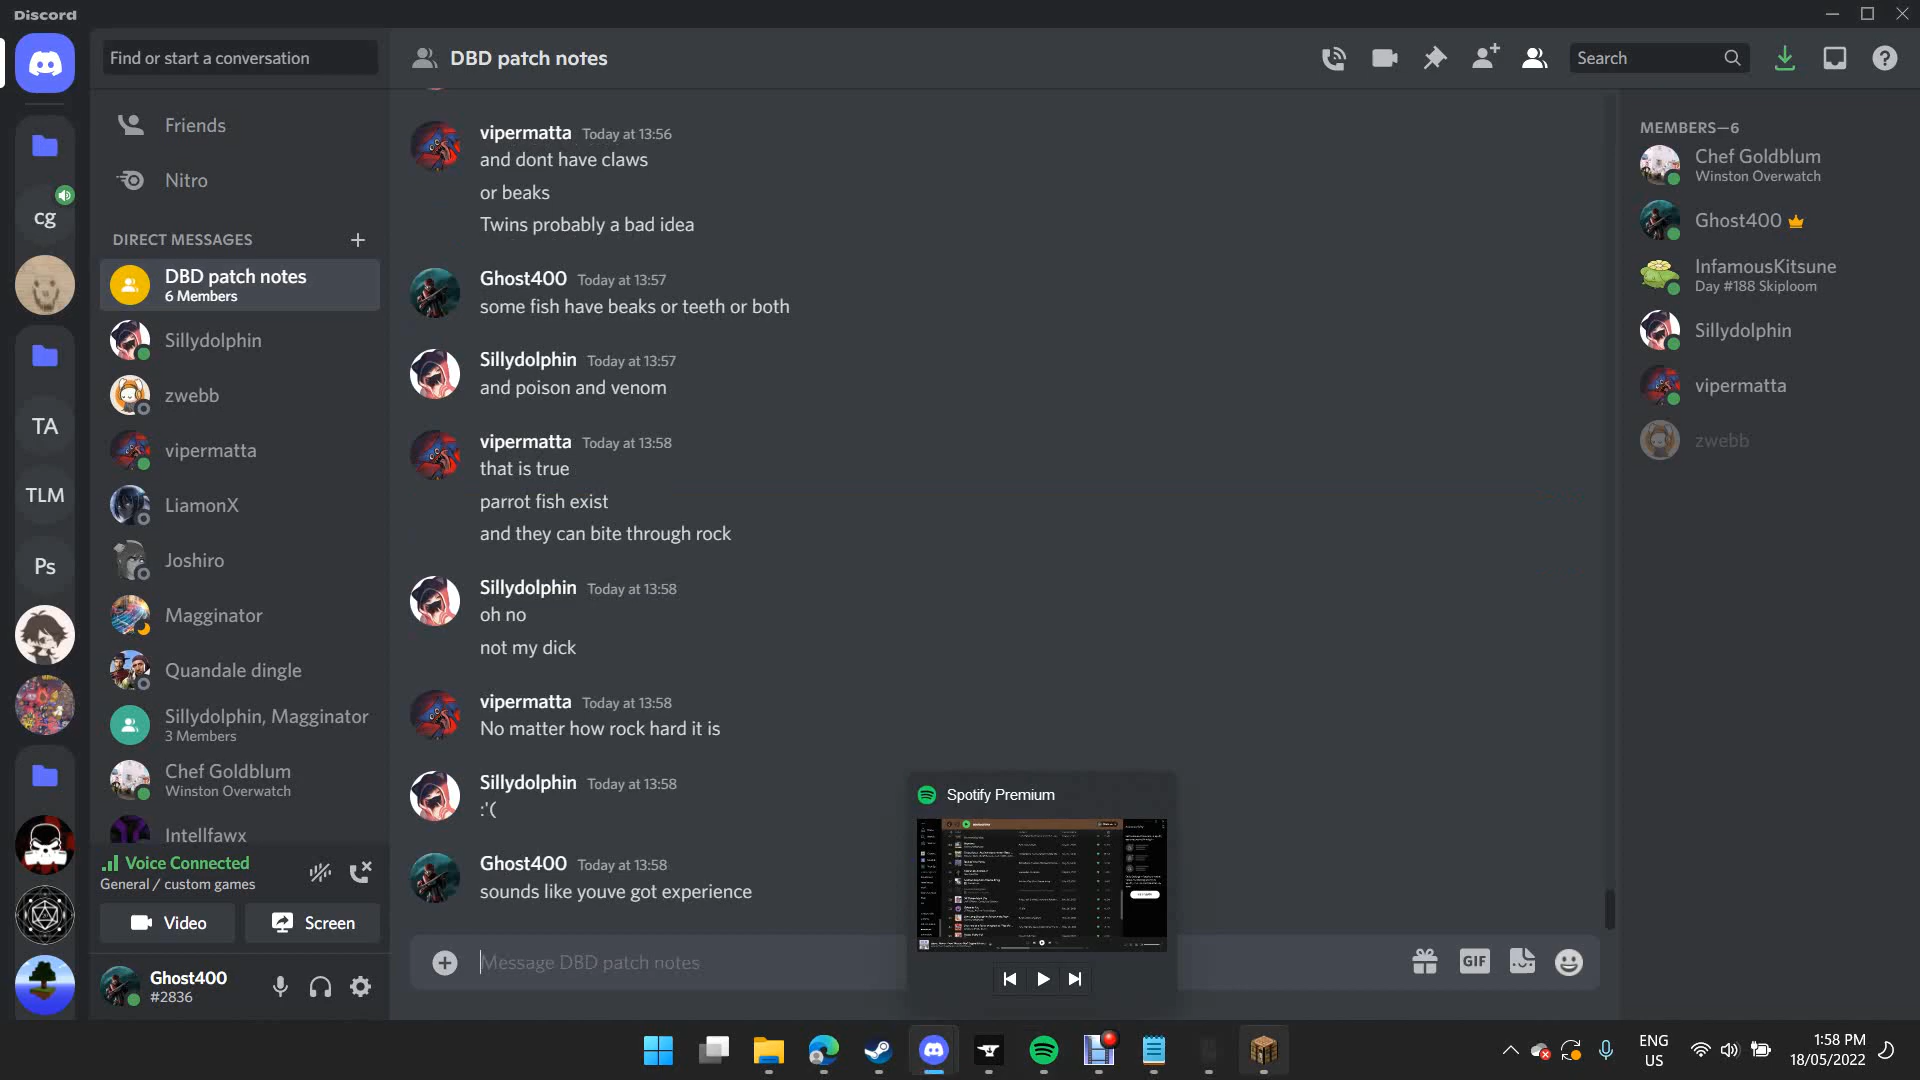 Discord
Find or start a conversation
DBD patch notes
Search
Friends
Nitro
DIRECT MESSAGES
DBD patch notes
6 Members
Sillydolphin
zwebb
vipermatta
LiamonX
Joshiro
Magginator
Quandale dingle
Sillydolphin, Magginator
3 Members
Chef Goldblum
Winston Overwatch
Intellfawx
cg
TA
TLM
Ps
Voice Connected
General / custom games
Video
Screen
Ghost400
#2836
vipermatta Today at 13:56
and dont have claws
or beaks
Twins probably a bad idea
Ghost400 Today at 13:57
some fish have beaks or teeth or both
Sillydolphin Today at 13:57
and poison and venom
vipermatta Today at 13:58
that is true
parrot fish exist
and they can bite through rock
Sillydolphin Today at 13:58
oh no
not my dick
vipermatta Today at 13:58
No matter how rock hard it is
Sillydolphin Today at 13:58
:'(
Ghost400 Today at 13:58
sounds like youve got experience
Message DBD patch notes
GIF
Spotify Premium
MEMBERS—6
Chef Goldblum
Winston Overwatch
Ghost400
InfamousKitsune
Day #188 Skiploom
Sillydolphin
vipermatta
zwebb
ENG
US
1:58 PM
18/05/2022